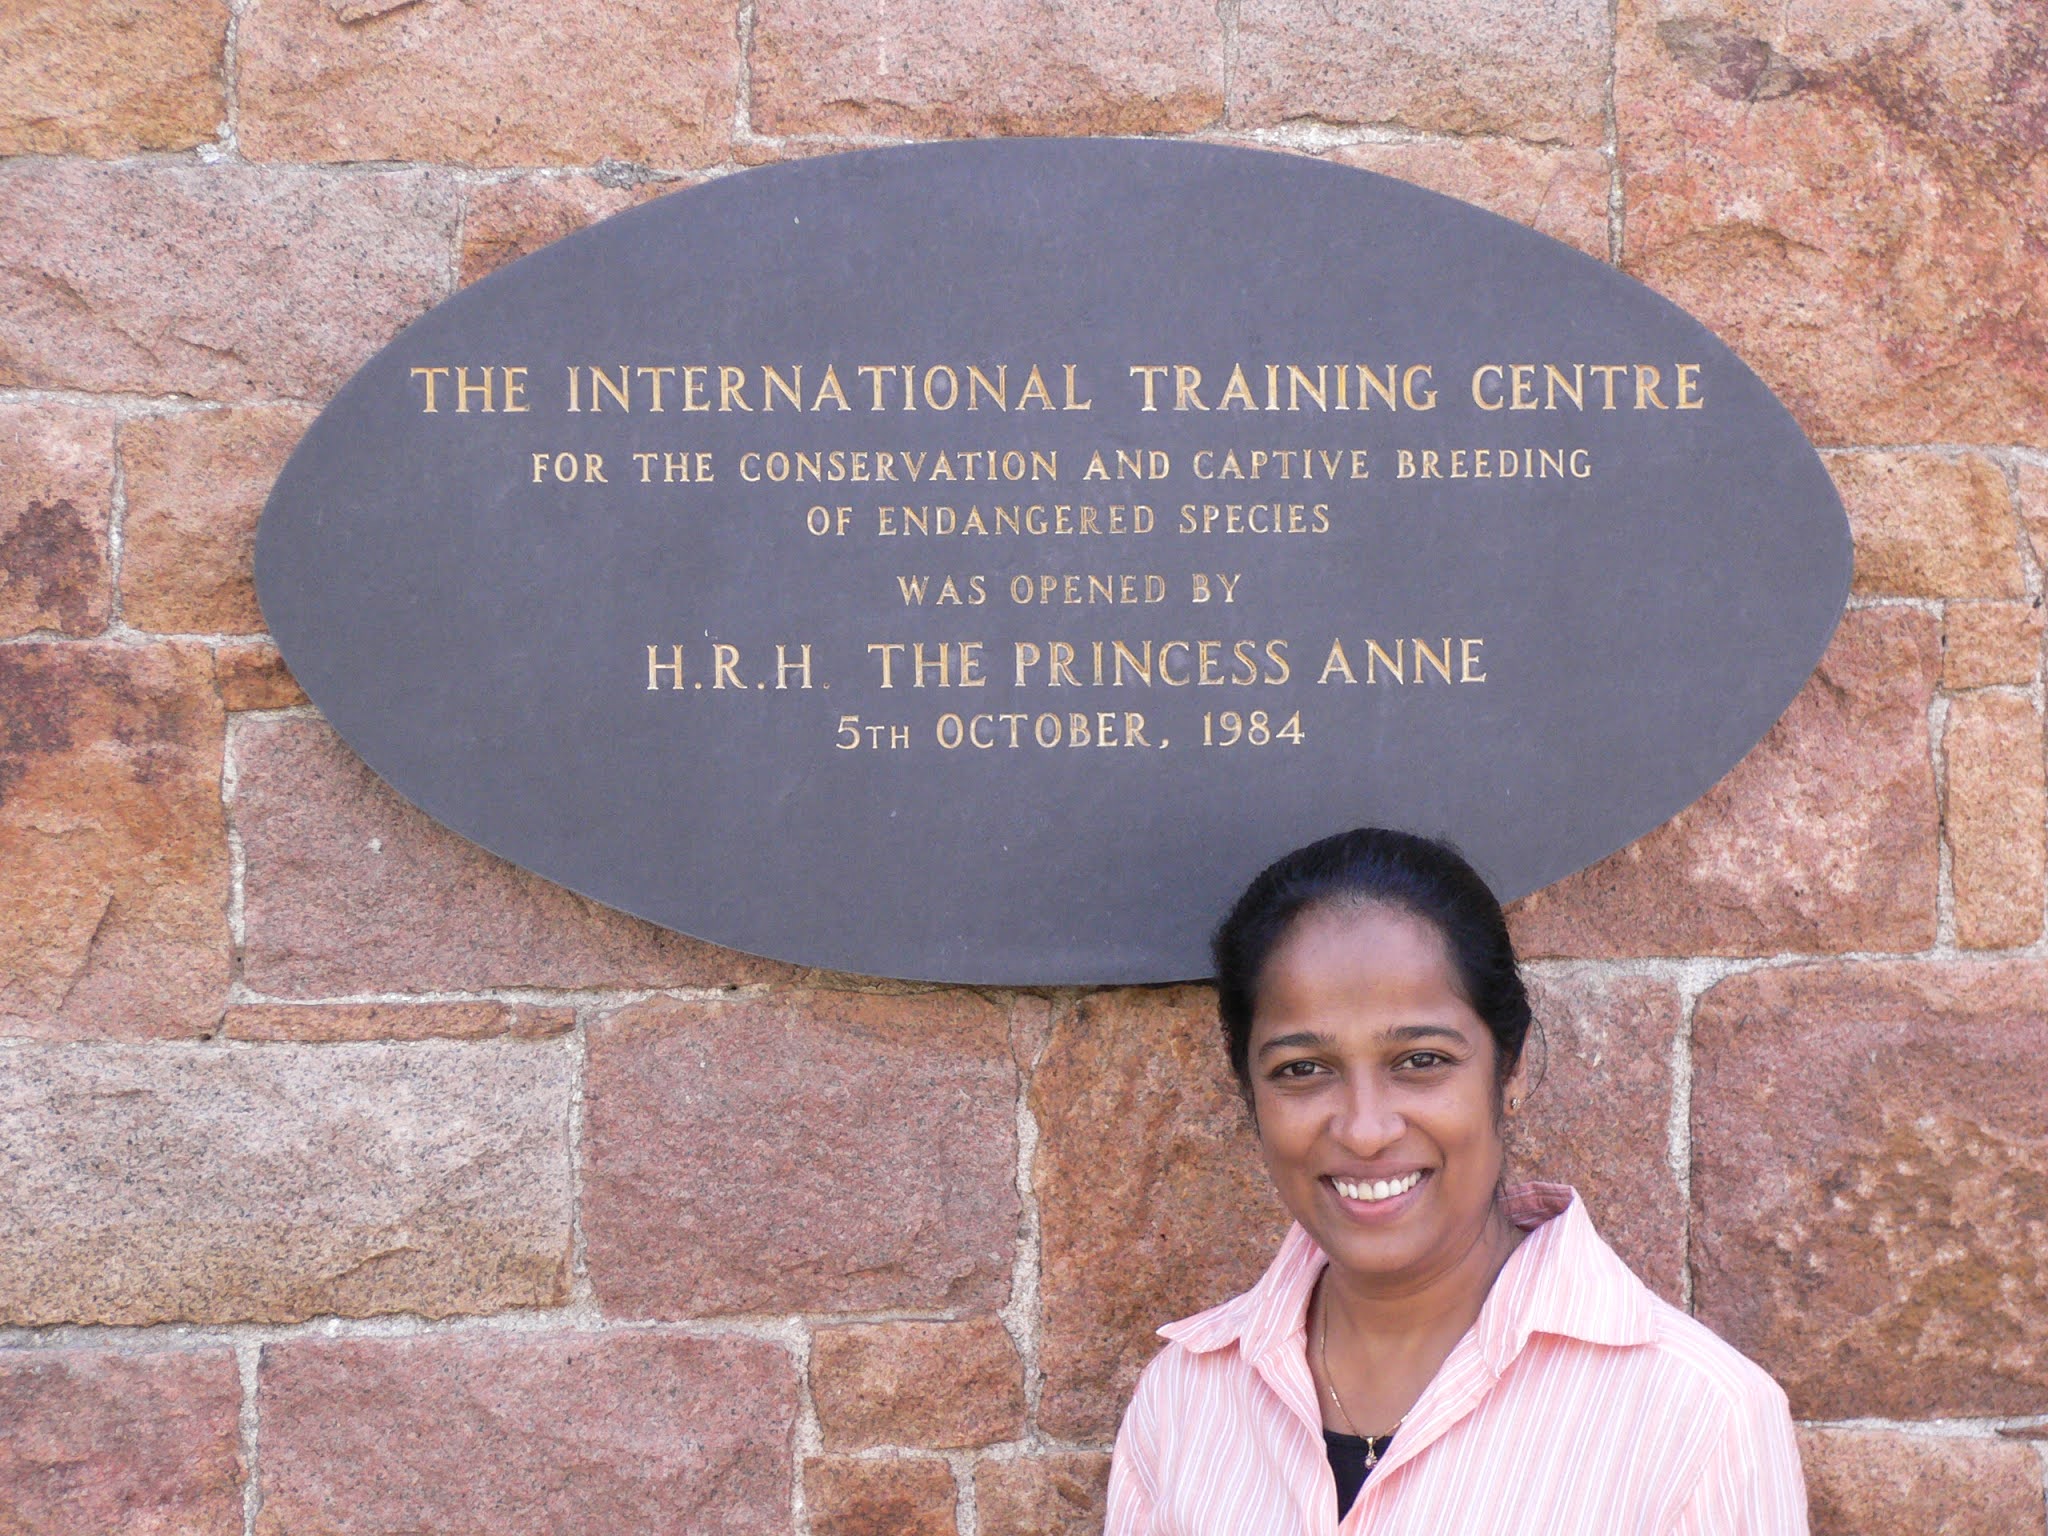 THE INTERNATIONAL TRAINING CENTRE
FOR THE CONSERVATION AND CAPTIVE BREEDING
OF ENDANGERED SPECIES
WAS OPENED BY
H.R.H. THE PRINCESS ANNE
5TH OCTOBER, 1984